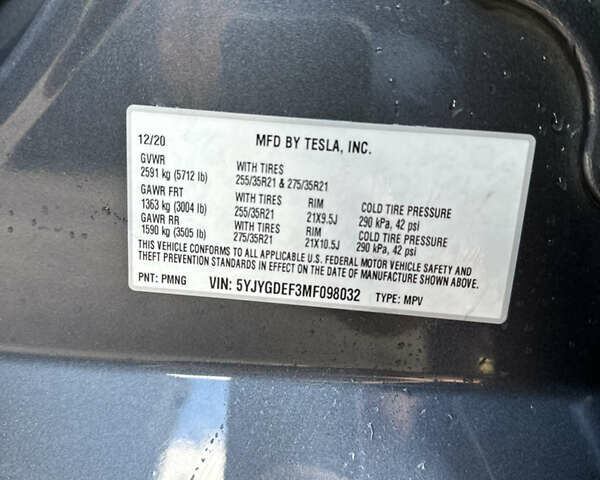 12/20 MFD BY TESLA, INC.
GVWR
2591 kg (5712 lb) WITH TIRES
255/35R21 & 275/35R21
GAWR FRT WITH TIRES RIM COLD TIRE PRESSURE
1363 kg (3004 lb) 255/35R21 21X9.5J 290 kPa, 42 psi
GAWR RR WITH TIRES RIM COLD TIRE PRESSURE
1590 kg (3505 lb) 275/35R21 21X10.5J 290 kPa, 42 psi
THIS VEHICLE CONFORMS TO ALL APPLICABLE U.S. FEDERAL MOTOR VEHICLE SAFETY AND
THEFT PREVENTION STANDARDS IN EFFECT ON THE DATE OF MANUFACTURE SHOWN ABOVE.
PNT: PMNG VIN: 5YJYGDEF3MF098032 TYPE: MPV